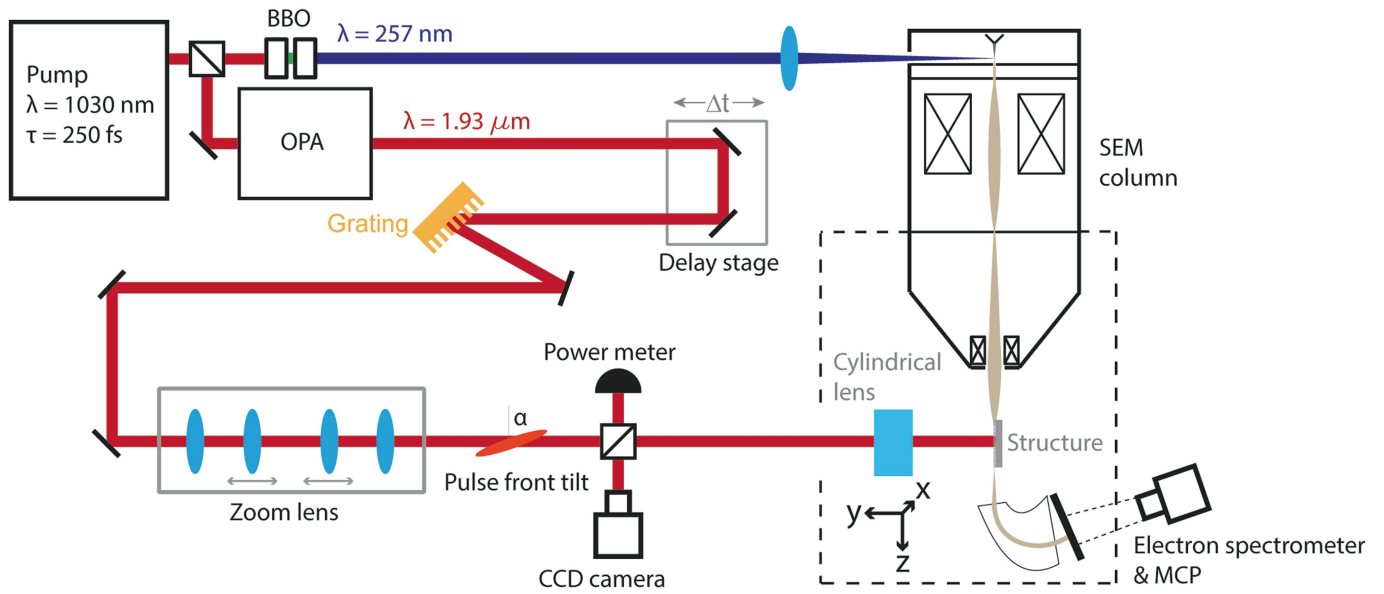 BBO
λ = 257 nm
Pump
λ = 1030 nm
τ = 250 fs
OPA
λ = 1.93 μm
Δt
SEM
column
Grating
Delay stage
Power meter
Cylindrical
lens
α
Structure
Pulse front tilt
Zoom lens
x
y
z
CCD camera
Electron spectrometer
& MCP